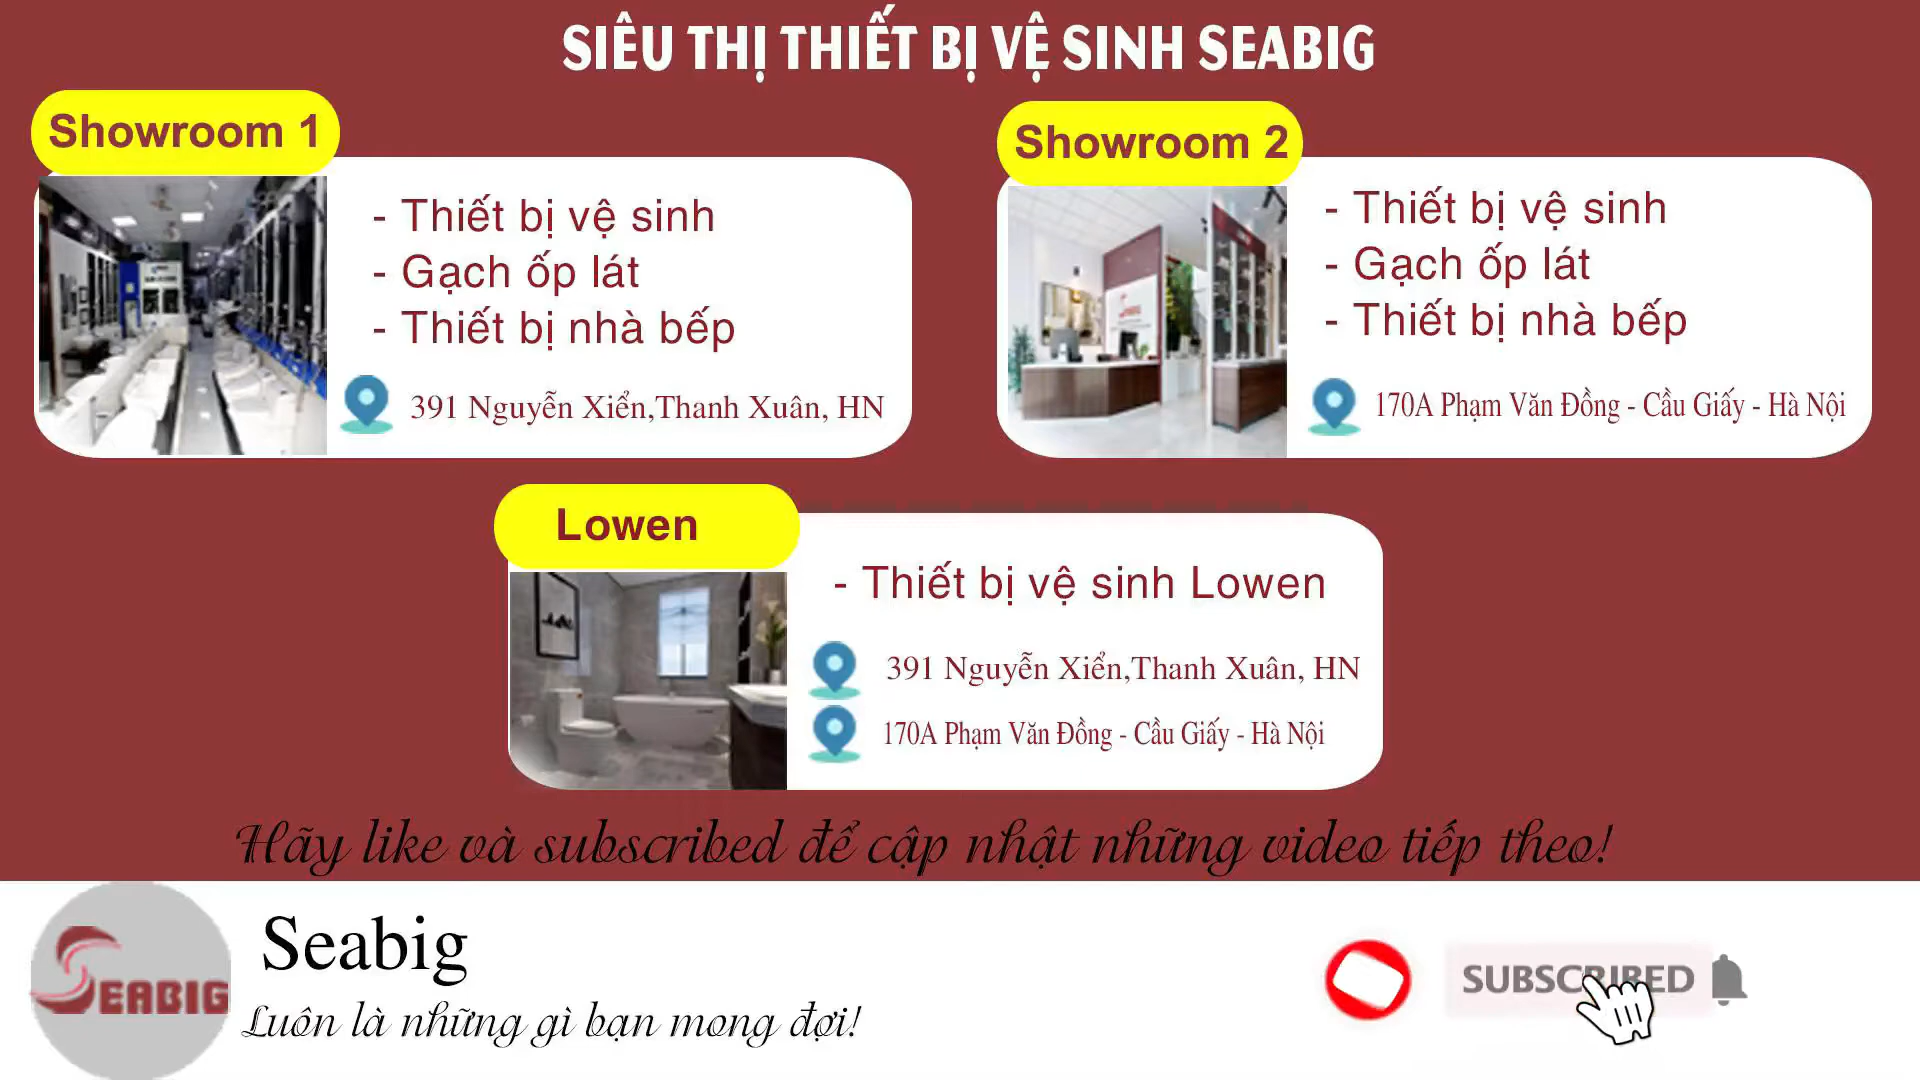 SIÊU THỊ THIẾT BỊ VỆ SINH SEABIG
Showroom 1
- Thiết bị vệ sinh
- Gạch ốp lát
- Thiết bị nhà bếp
391 Nguyễn Xiển,Thanh Xuân, HN
Showroom 2
SEABIG
- Thiết bị vệ sinh
- Gạch ốp lát
- Thiết bị nhà bếp
170A Phạm Văn Đồng - Cầu Giấy - Hà Nội
Lowen
- Thiết bị vệ sinh Lowen
391 Nguyễn Xiển,Thanh Xuân, HN
170A Phạm Văn Đồng - Cầu Giấy - Hà Nội
Hãy like và subscribed để cập nhật những video tiếp theo!
SEABIG
Seabig
Luôn là những gì bạn mong đợi!
SUBSCRIBED